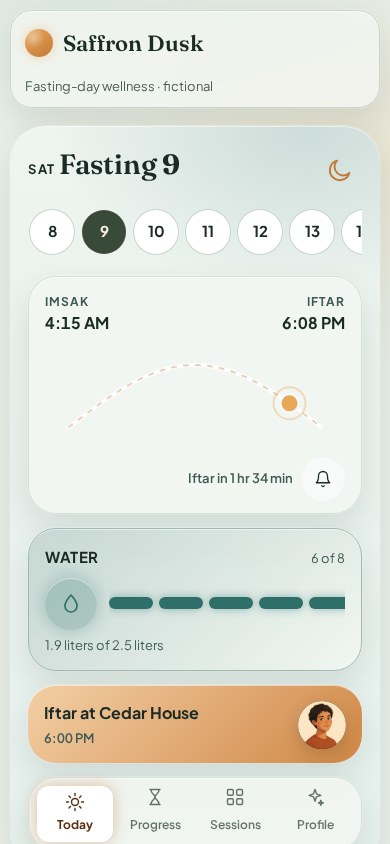 Saffron Dusk
Fasting-day wellness · fictional
SAT Fasting 9
8 9 10 11 12 13
IMSAK IFTAR
4:15 AM 6:08 PM
Iftar in 1 hr 34 min
WATER 6 of 8
1.9 liters of 2.5 liters
Iftar at Cedar House
6:00 PM
Today Progress Sessions Profile